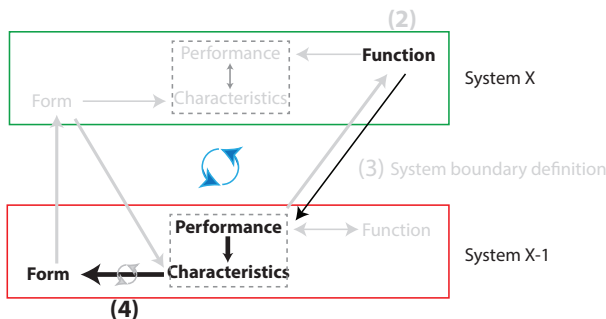 (2)
Performance
Function
System X
Form
Characteristics
(3) System boundary definition
Performance
Function
System X-1
Form
Characteristics
(4)